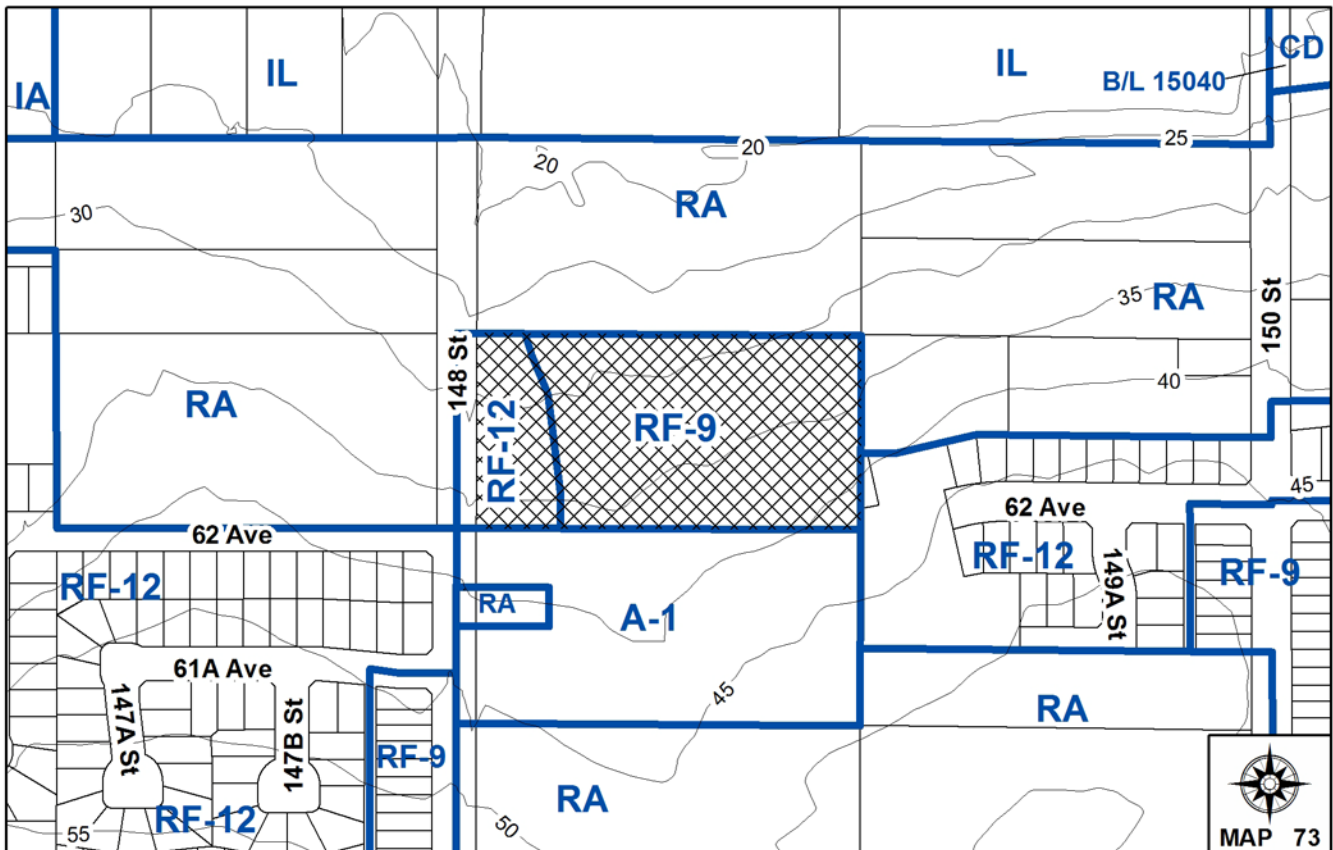 CD
IL
IL
B/L 15040
IA
25
20
20
RA
30
RA
35
150 St
148 St
40
RA
RF-12
RF-9
45
62 Ave
62 Ave
RF-12
149A St
RF-9
RF-12
RA
A-1
61A Ave
147A St
147B St
45
RA
RF-9
RA
RF-12
55
50
MAP 73